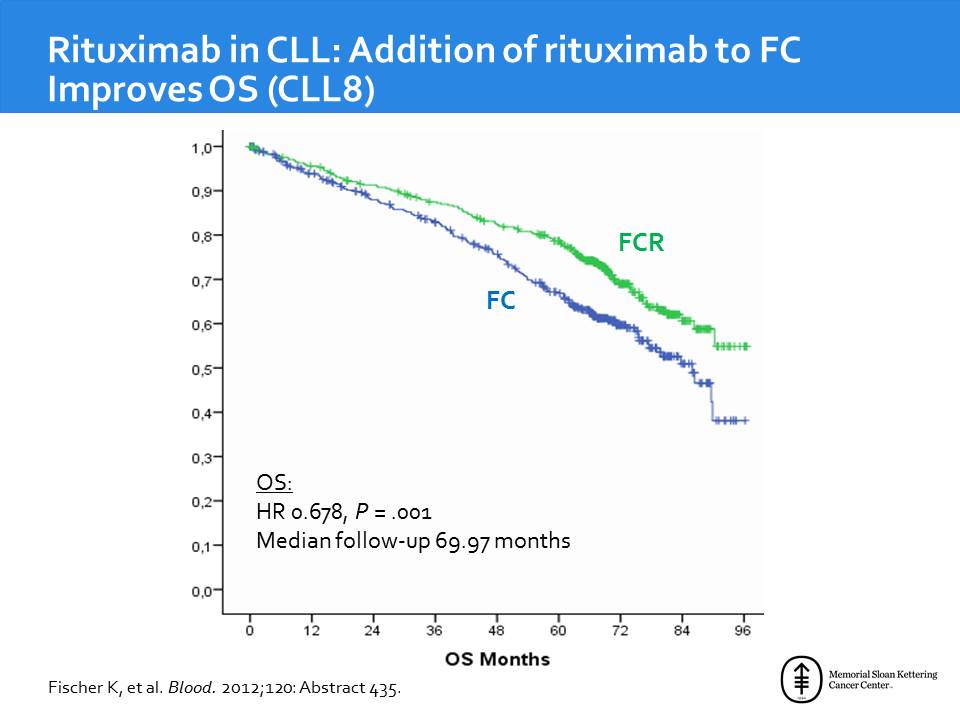 Rituximab in CLL: Addition of rituximab to FC
Improves OS (CLL8)
1,0
0,9
0,8
0,7
0,6
0,5
0,4
0,3
0,2
0,1
0,0
FCR
FC
OS:
HR 0.678, P = .001
Median follow-up 69.97 months
0 12 24 36 48 60 72 84 96
OS Months
Fischer K, et al. Blood. 2012;120: Abstract 435.
Memorial Sloan Kettering
Cancer Center